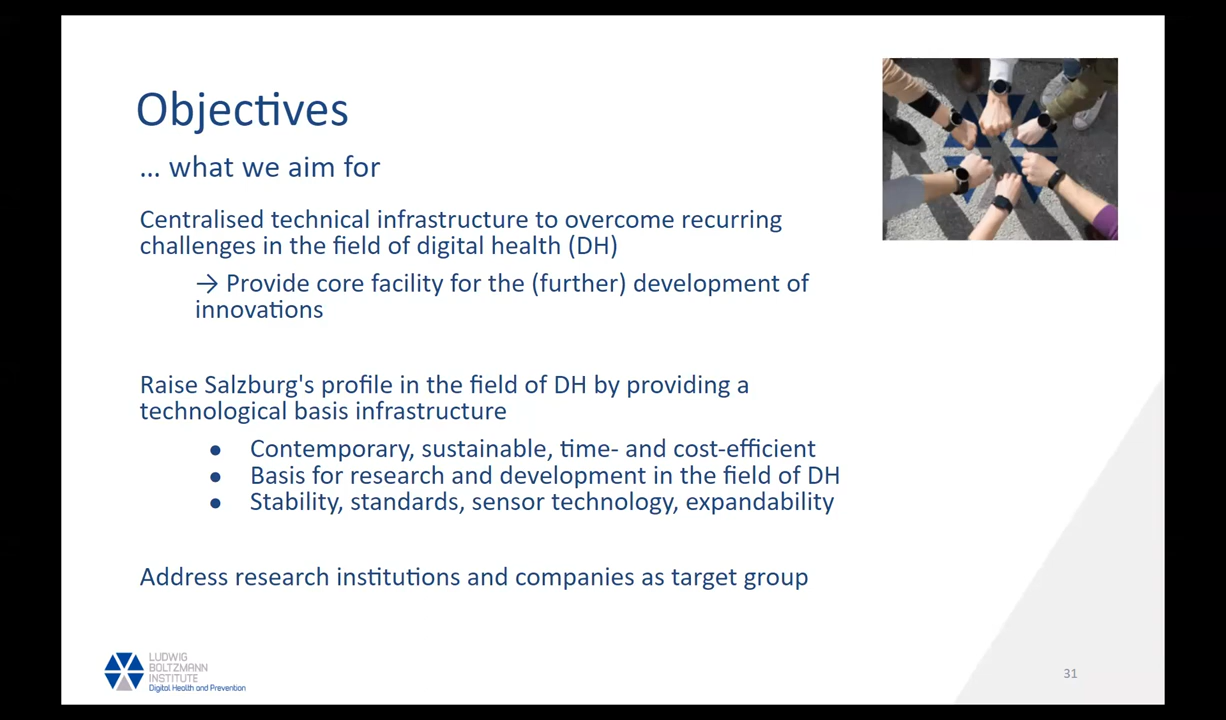 Objectives
... what we aim for
Centralised technical infrastructure to overcome recurring
challenges in the field of digital health (DH)
→ Provide core facility for the (further) development of
innovations
Raise Salzburg's profile in the field of DH by providing a
technological basis infrastructure
● Contemporary, sustainable, time- and cost-efficient
● Basis for research and development in the field of DH
● Stability, standards, sensor technology, expandability
Address research institutions and companies as target group
LUDWIG
BOLTZMANN
INSTITUTE
Digital Health and Prevention
31